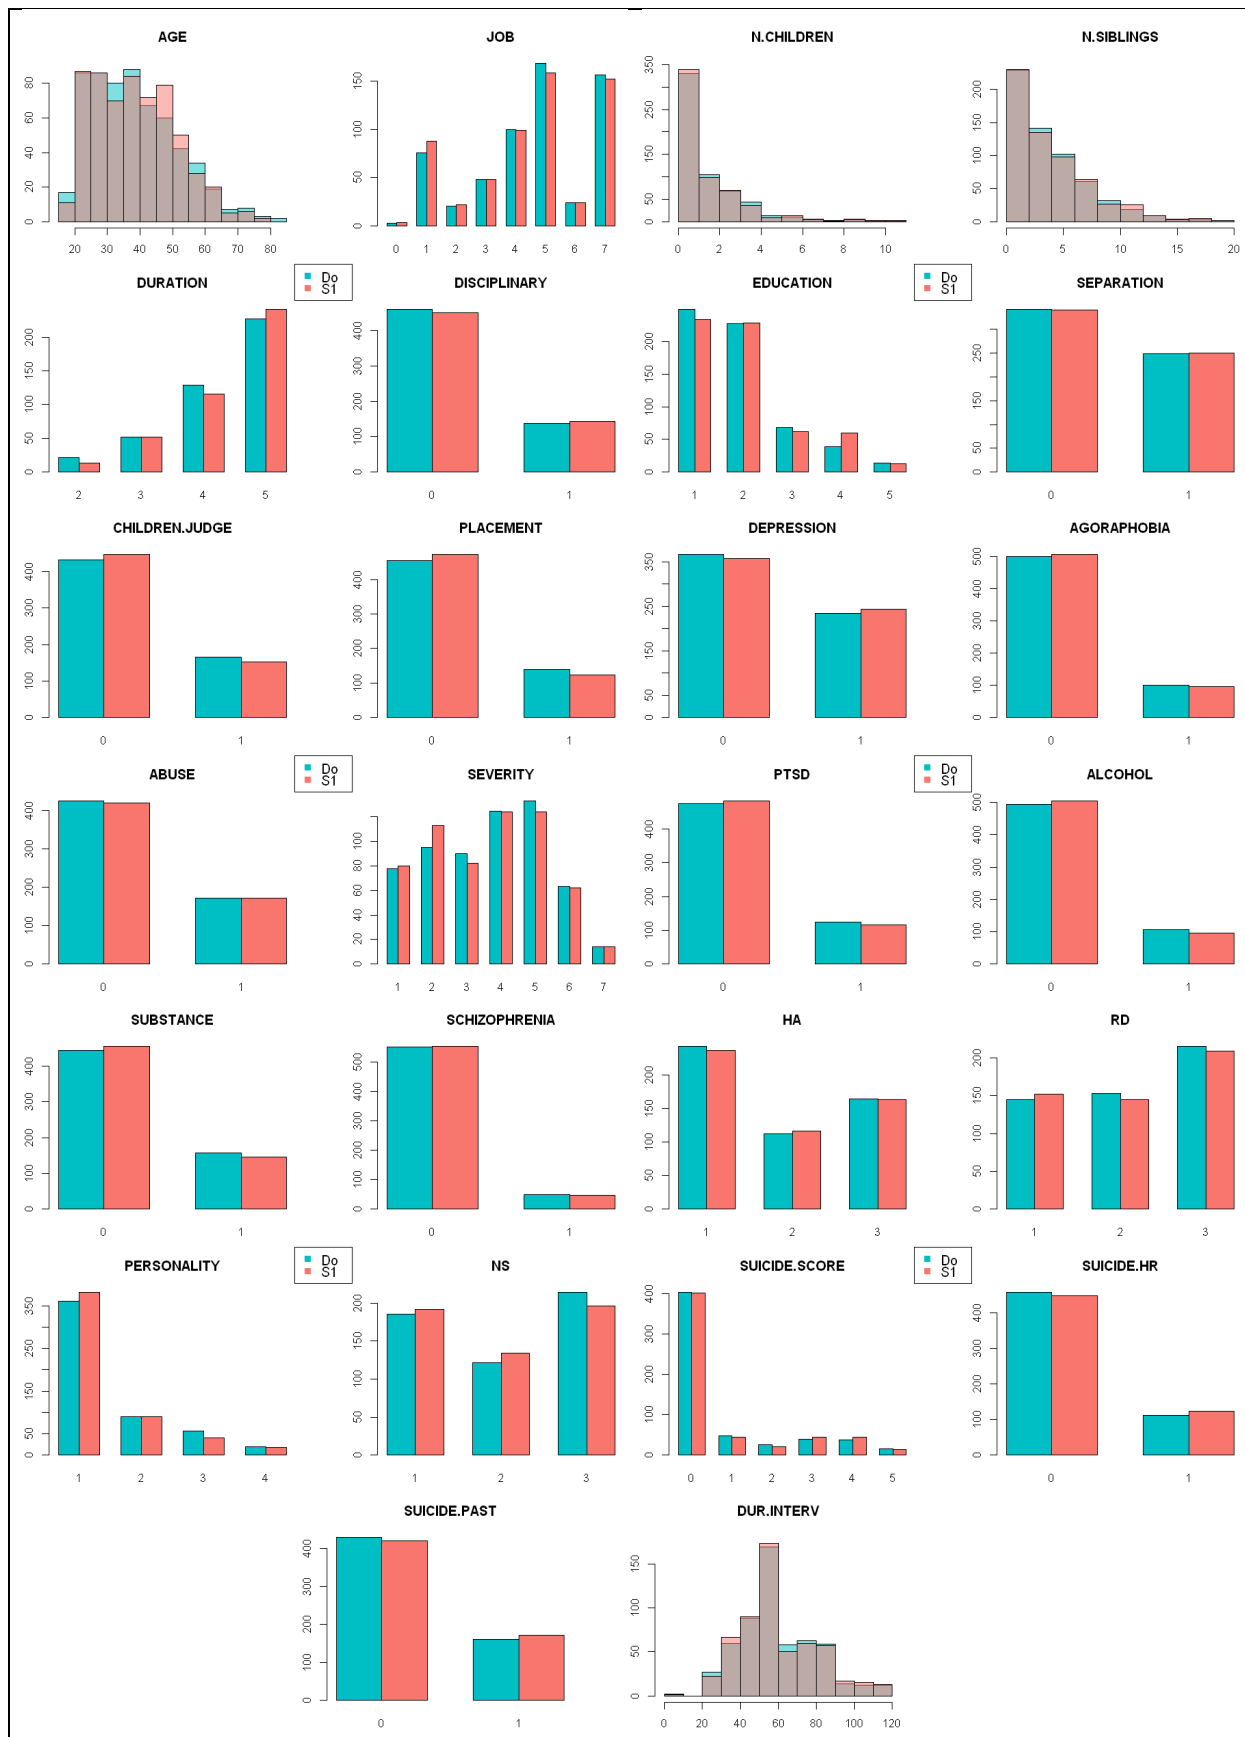 AGE
0 20 40 60 80
20 30 40 50 60 70 80
JOB
0 50 100 150
0 1 2 3 4 5 6 7
N.CHILDREN
0 50 150 250 350
0 2 4 6 8 10
N.SIBLINGS
0 50 100 150 200
0 5 10 15 20
Do
S1
Do
S1
DURATION
0 50 100 150 200
2 3 4 5
DISCIPLINARY
0 100 200 300 400
0 1
EDUCATION
0 50 100 150 200
1 2 3 4 5
SEPARATION
0 50 150 250
0 1
CHILDREN.JUDGE
0 100 200 300 400
0 1
PLACEMENT
0 100 200 300 400
0 1
DEPRESSION
0 50 150 250 350
0 1
AGORAPHOBIA
0 100 200 300 400 500
0 1
Do
S1
Do
S1
ABUSE
0 100 200 300 400
0 1
SEVERITY
0 20 40 60 80 100
1 2 3 4 5 6 7
PTSD
0 100 200 300 400
0 1
ALCOHOL
0 100 200 300 400 500
0 1
SUBSTANCE
0 100 200 300 400
0 1
SCHIZOPHRENIA
0 100 200 300 400 500
0 1
HA
0 50 100 150 200
1 2 3
RD
0 50 100 150 200
1 2 3
Do
S1
Do
S1
PERSONALITY
0 50 150 250 350
1 2 3 4
NS
0 50 100 150 200
1 2 3
SUICIDE.SCORE
0 100 200 300 400
0 1 2 3 4 5
SUICIDE.HR
0 100 200 300 400
0 1
SUICIDE.PAST
0 100 200 300 400
0 1
DUR.INTERV
0 50 100 150
0 20 40 60 80 100 120